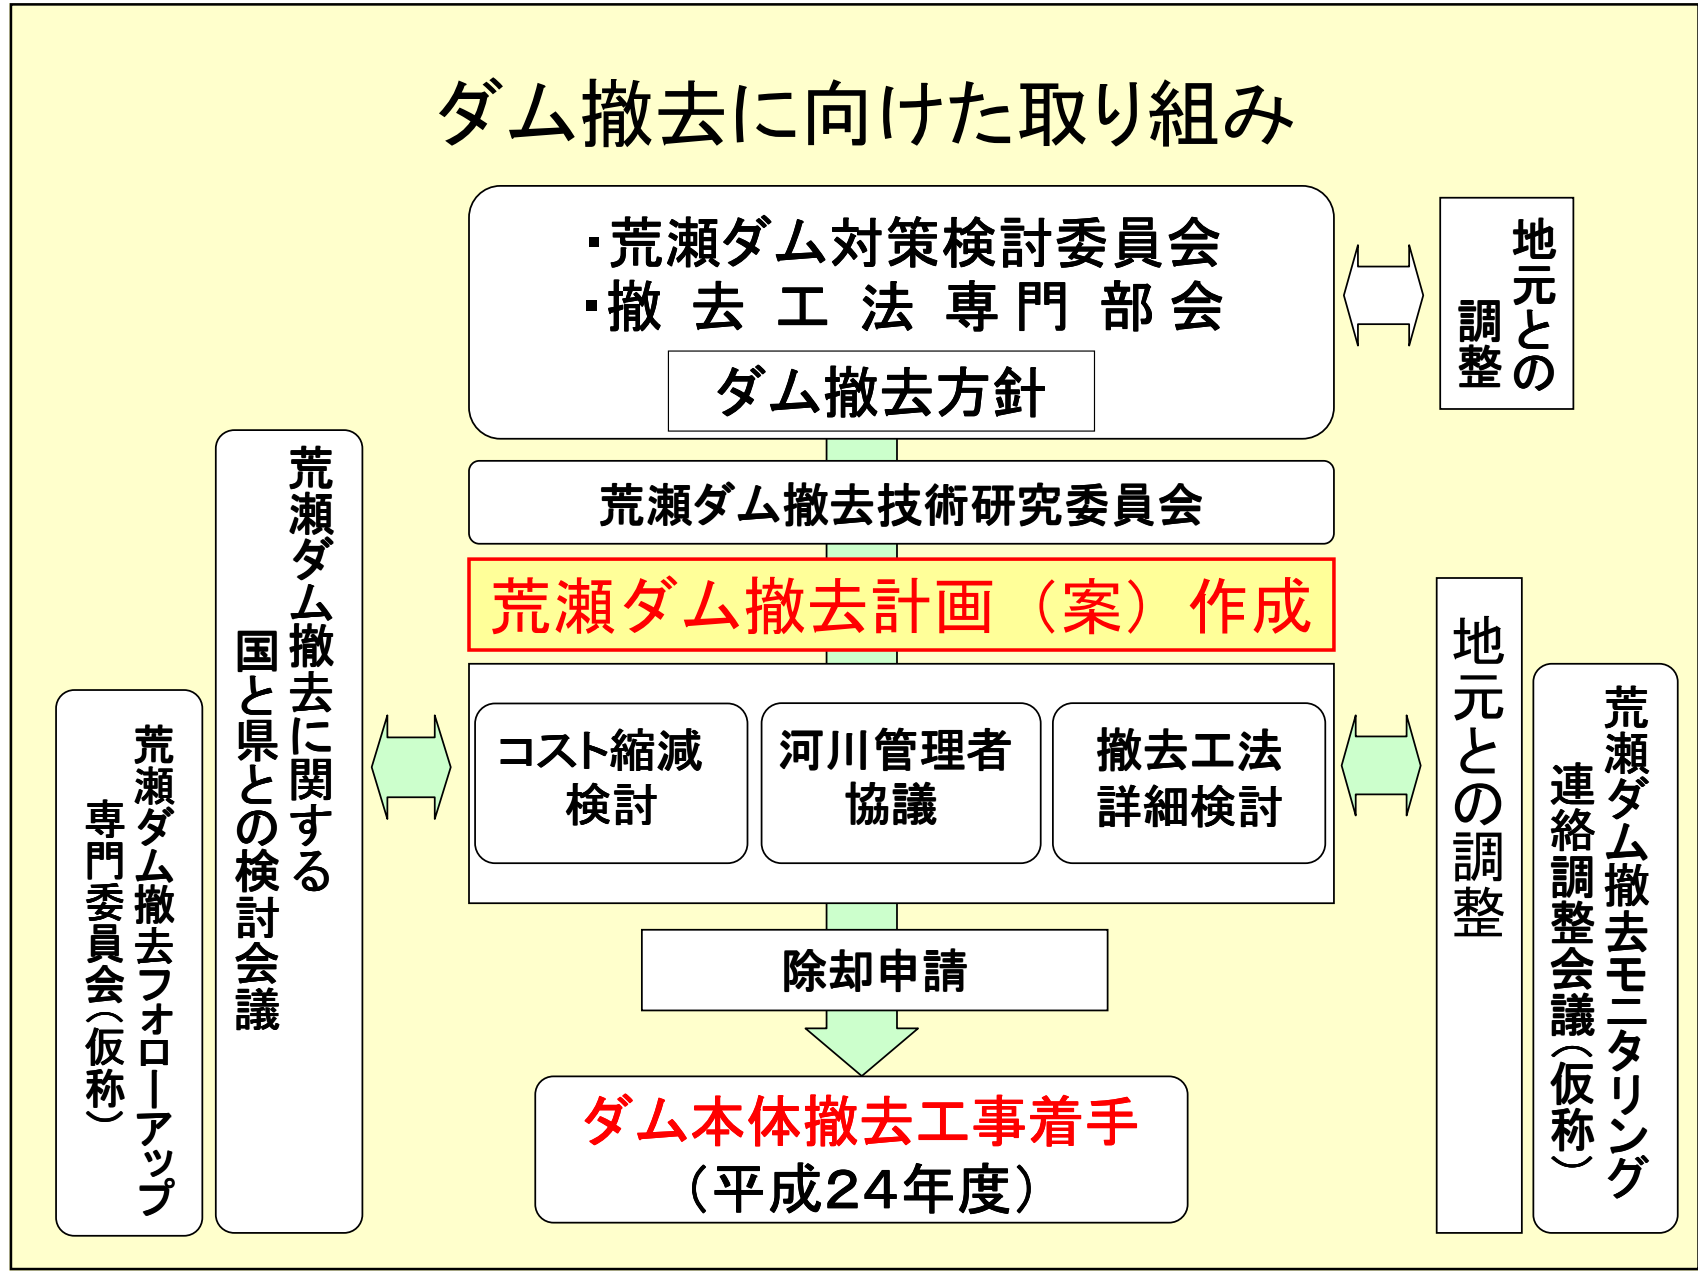 ダム撤去に向けた取り組み
・荒瀬ダム対策検討委員会
・撤去工法専門部会
ダム撤去方針
地元との
調整
荒瀬ダム撤去技術研究委員会
荒瀬ダム撤去計画（案）作成
コスト縮減
検討
河川管理者
協議
撤去工法
詳細検討
荒瀬ダム撤去に関する
国と県との検討会議
荒瀬ダム撤去フォローアップ
専門委員会（仮称）
地元との調整
荒瀬ダム撤去モニタリング
連絡調整会議（仮称）
除却申請
ダム本体撤去工事着手
（平成２４年度）